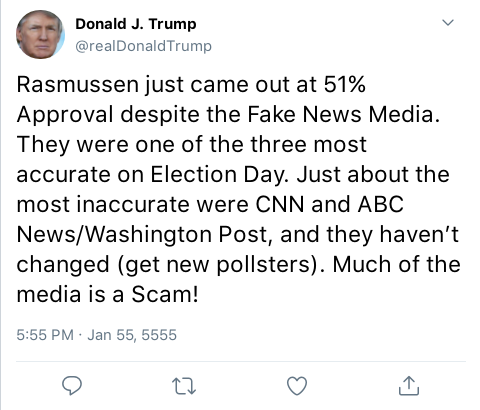 Donald J. Trump
@realDonaldTrump
Rasmussen just came out at 51%
Approval despite the Fake News Media.
They were one of the three most
accurate on Election Day. Just about the
most inaccurate were CNN and ABC
News/Washington Post, and they haven’t
changed (get new pollsters). Much of the
media is a Scam!
5:55 PM · Jan 55, 5555